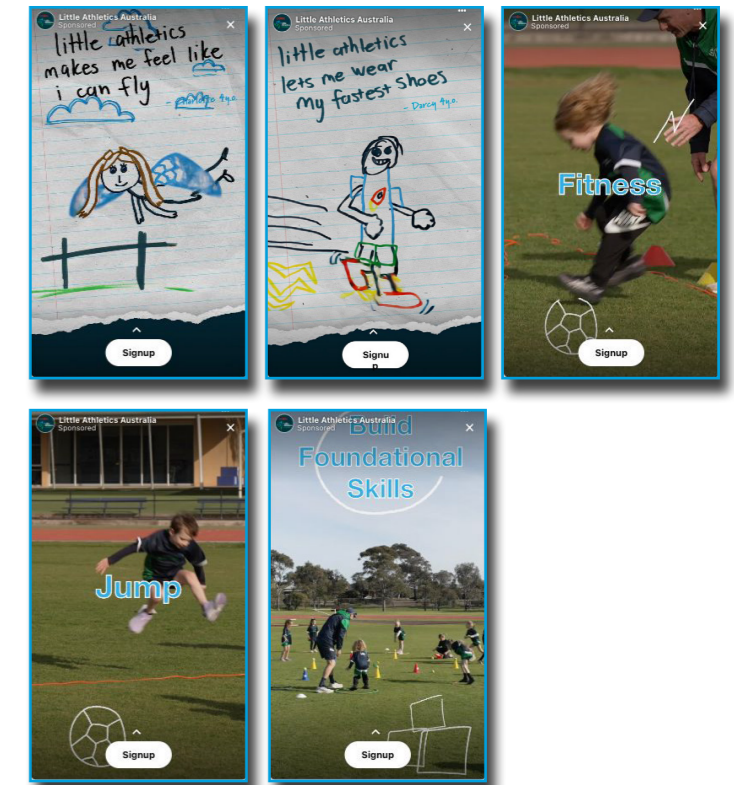 Little Athletics Australia
Sponsored
little athletics
makes me feel like
i can fly
4 y.o.
Signup
Little Athletics Australia
Sponsored
little athletics
lets me wear
my fastest shoes
- Darcy 4 y.o.
Signu
p
Little Athletics Australia
Sponsored
Fitness
Signup
Little Athletics Australia
Sponsored
Jump
Signup
Little Athletics Australia
Sponsored
Build
Foundational
Skills
Signup